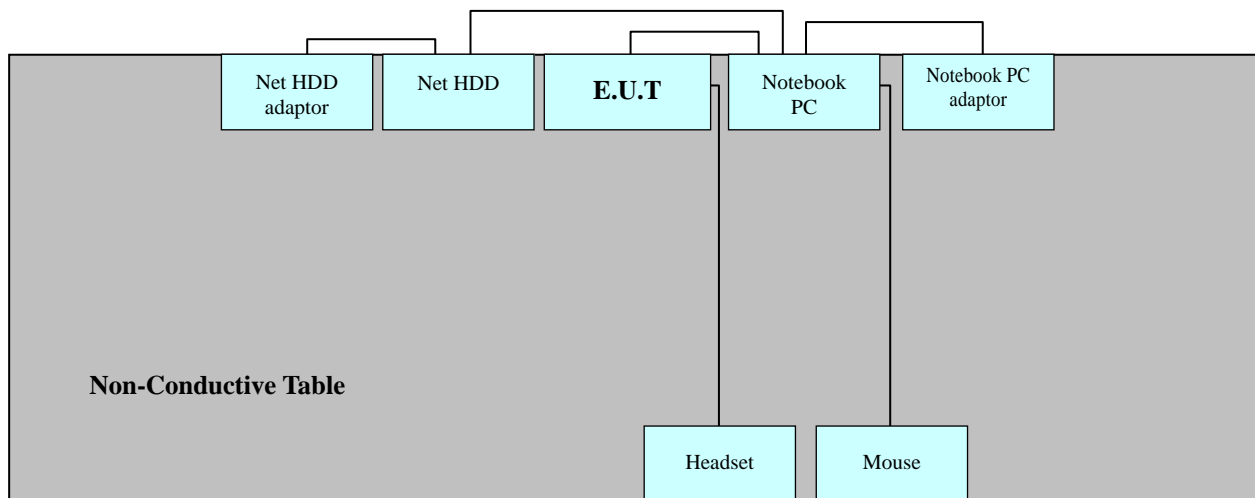 Net HDD
adaptor
Net HDD
E.U.T
Notebook
PC
Notebook PC
adaptor
Non-Conductive Table
Headset
Mouse